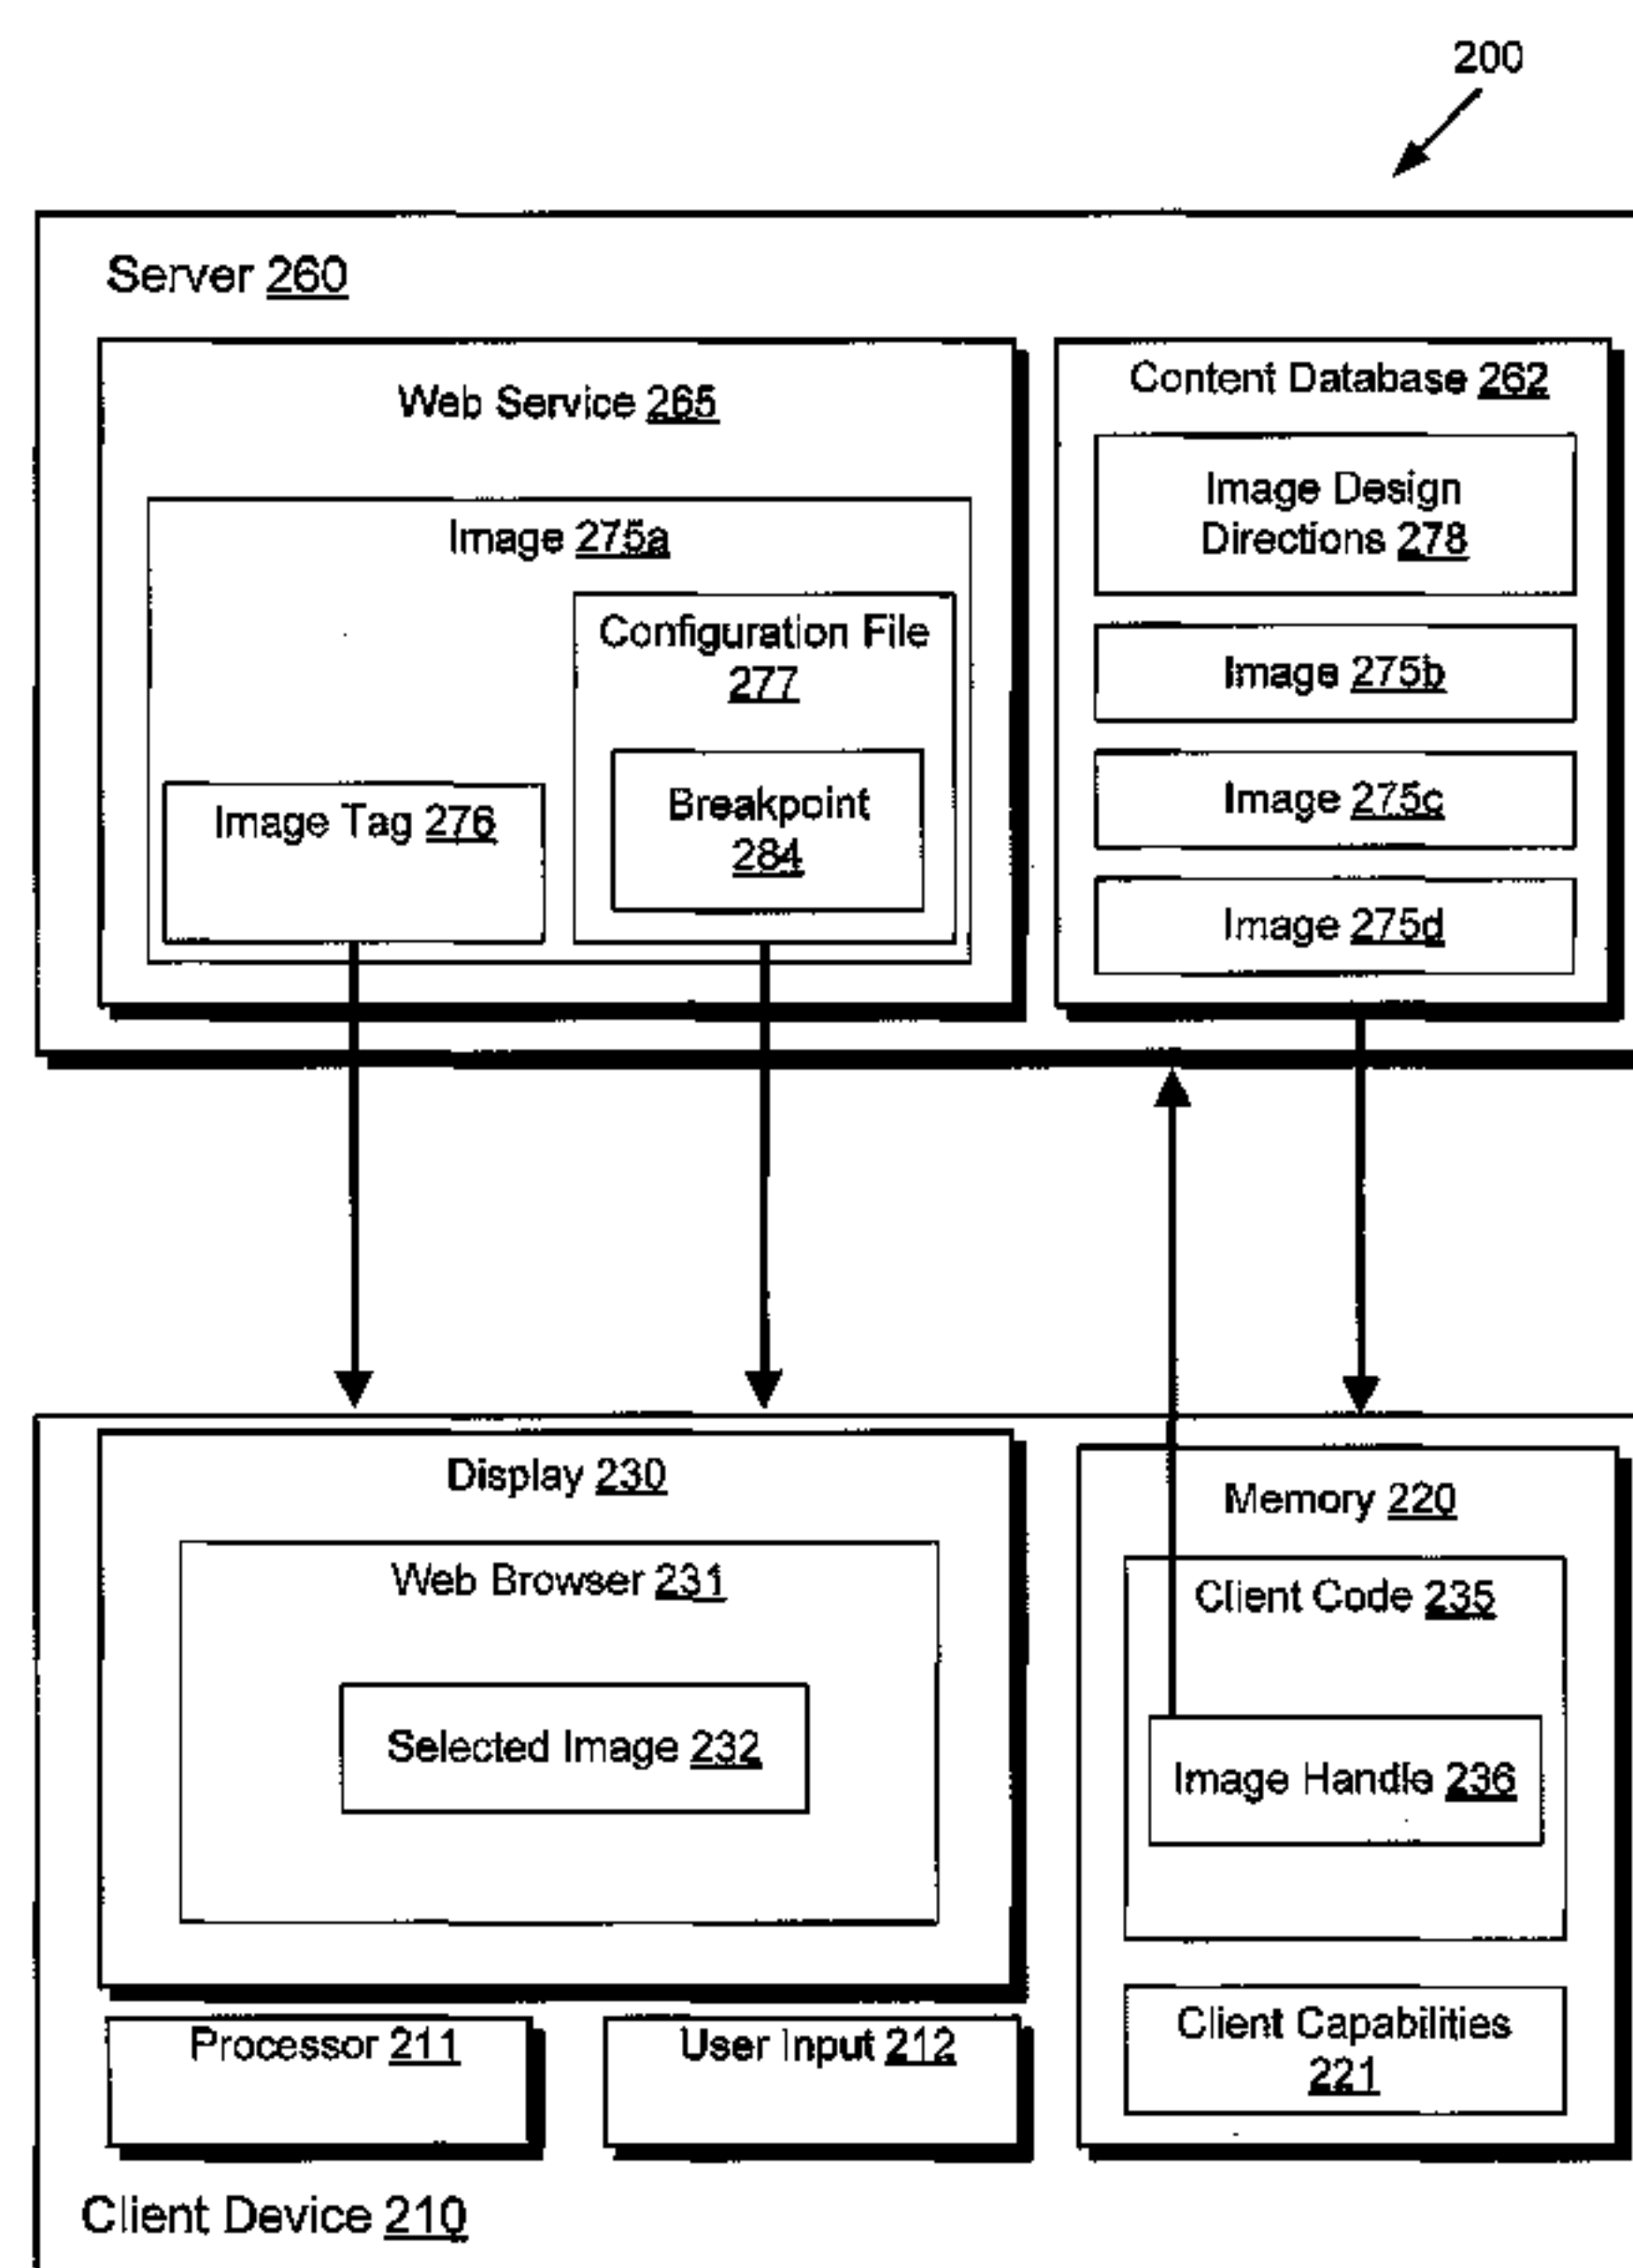 200
Server 260
Web Service 265
Image 275a
Configuration File
277
Breakpoint
284
Image Tag 276
Content Database 262
Image Design
Directions 278
Image 275b
Image 275c
Image 275d
Display 230
Web Browser 231
Selected Image 232
Memory 220
Client Code 235
Image Handle 236
Client Capabilities
221
Processor 211
User Input 212
Client Device 210